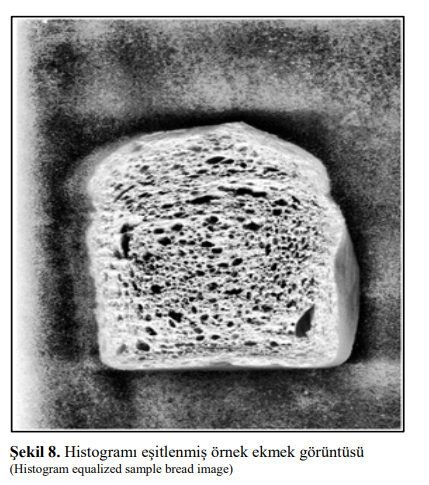 Şekil 8. Histogramı eşitlenmiş örnek ekmek görüntüsü
(Histogram equalized sample bread image)